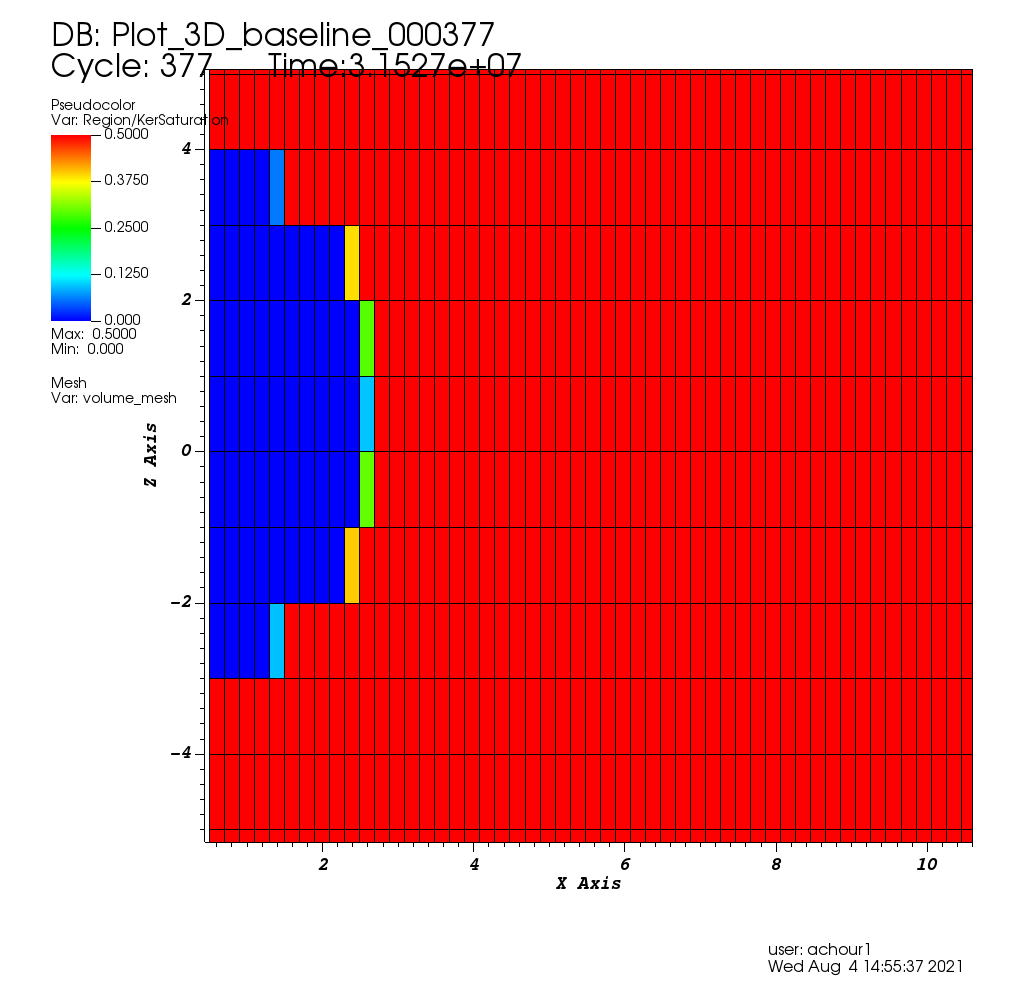 DB: Plot_3D_baseline_000377
Cycle: 377 Time:3.1527e+07
Pseudocolor
Var: Region/KerSaturation
0.5000
0.3750
0.2500
0.1250
0.000
Max: 0.5000
Min: 0.000
Mesh
Var: volume_mesh
Z Axis
4
2
0
-2
-4
2 4 6 8 10
X Axis
user: achour1
Wed Aug 4 14:55:37 2021